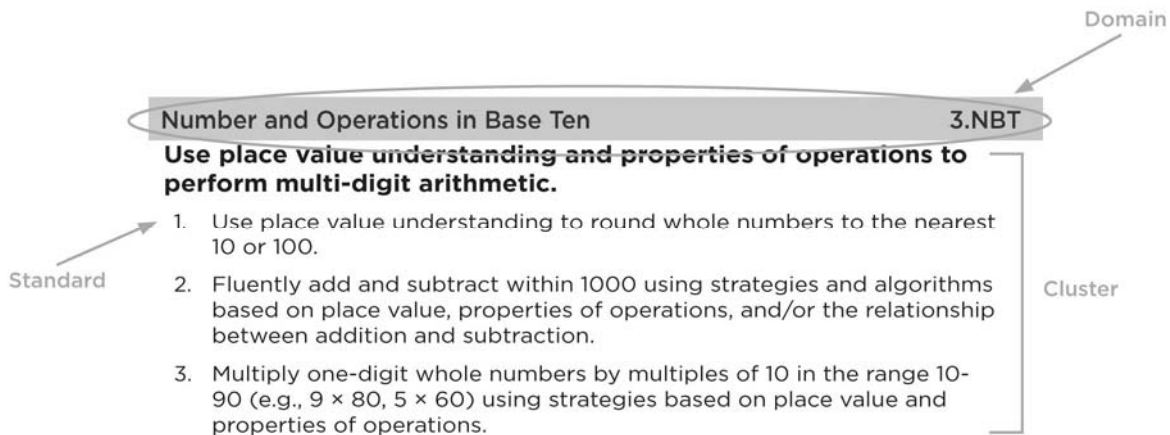 Domain
Number and Operations in Base Ten 3.NBT
Use place value understanding and properties of operations to
perform multi-digit arithmetic.
1. Use place value understanding to round whole numbers to the nearest
10 or 100.
Standard
2. Fluently add and subtract within 1000 using strategies and algorithms
based on place value, properties of operations, and/or the relationship
between addition and subtraction.
Cluster
3. Multiply one-digit whole numbers by multiples of 10 in the range 10-
90 (e.g., 9 × 80, 5 × 60) using strategies based on place value and
properties of operations.